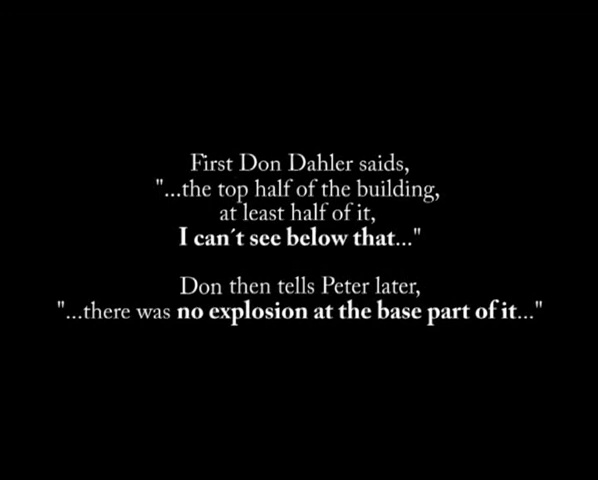 First Don Dahler saids,
"...the top half of the building,
at least half of it,
I can´t see below that..."
Don then tells Peter later,
"...there was no explosion at the base part of it..."